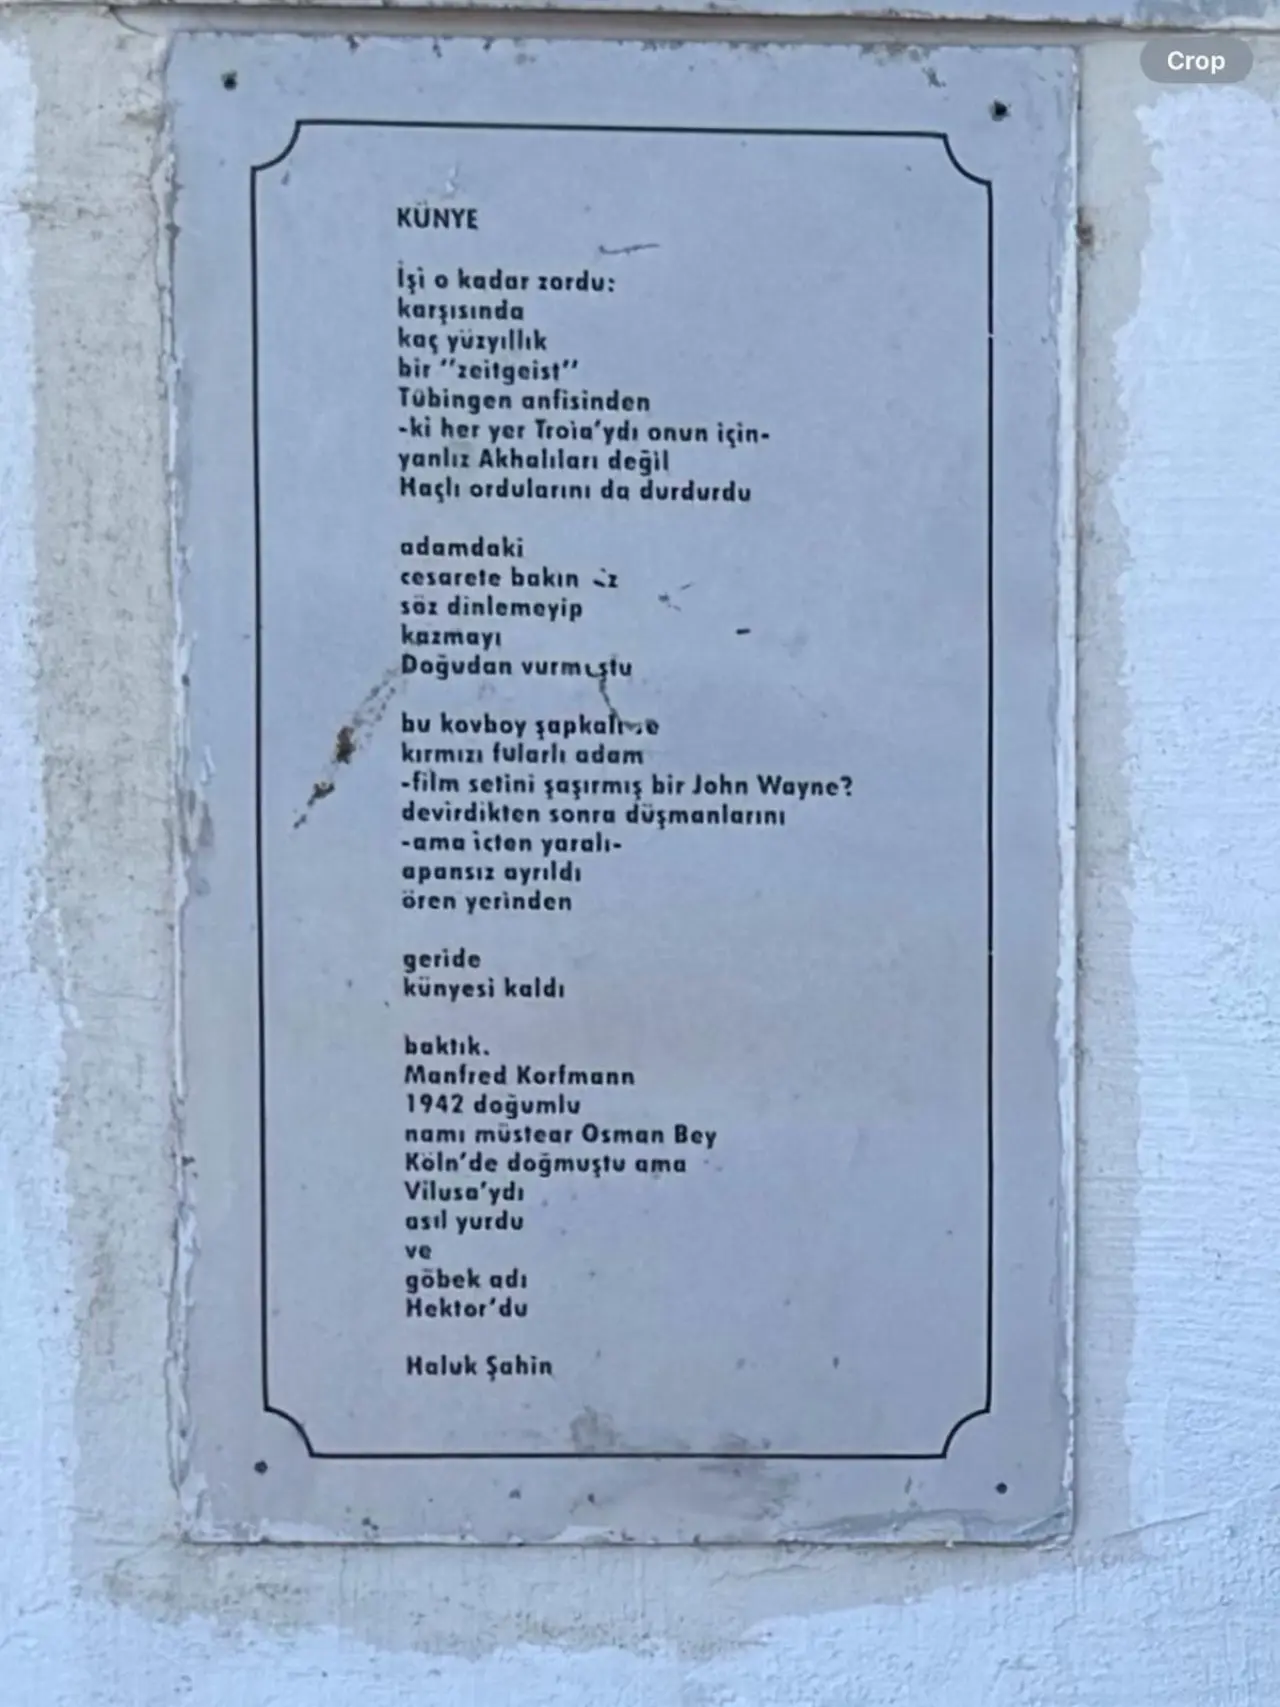 Crop
KÜNYE
İşi o kadar zordu:
karşısında
kaç yüzyıllık
bir "zeitgeist"
Tübingen anfisinden
-ki her yer Troia'ydı onun için-
yanlız Akhalıları değil
Haçlı ordularını da durdurdu
adamdaki
cesarete bakın
söz dinlemeyip
kazmayı
Doğudan vurmuştu
bu kovboy
kırmızı fularlı adam
-film setini şaşırmış bir John Wayne?
devirdikten sonra düşmanlarını
-ama içten yaralı-
apansız ayrıldı
ören yerinden
geride
künyesi kaldı
baktık.
Manfred Korfmann
1942 doğumlu
namı müstear Osman Bey
Köln'de doğmuştu ama
Vilusa'ydı
asıl yurdu
ve
göbek adı
Hektor'du
Haluk Şahin